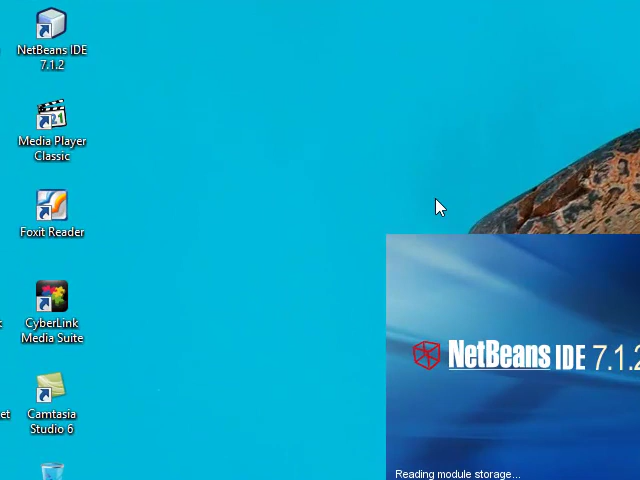 NetBeans IDE
7.1.2
Media Player
Classic
Foxit Reader
CyberLink
Media Suite
et
Camtasia
Studio 6
NetBeans IDE 7.1.2
Reading module storage...